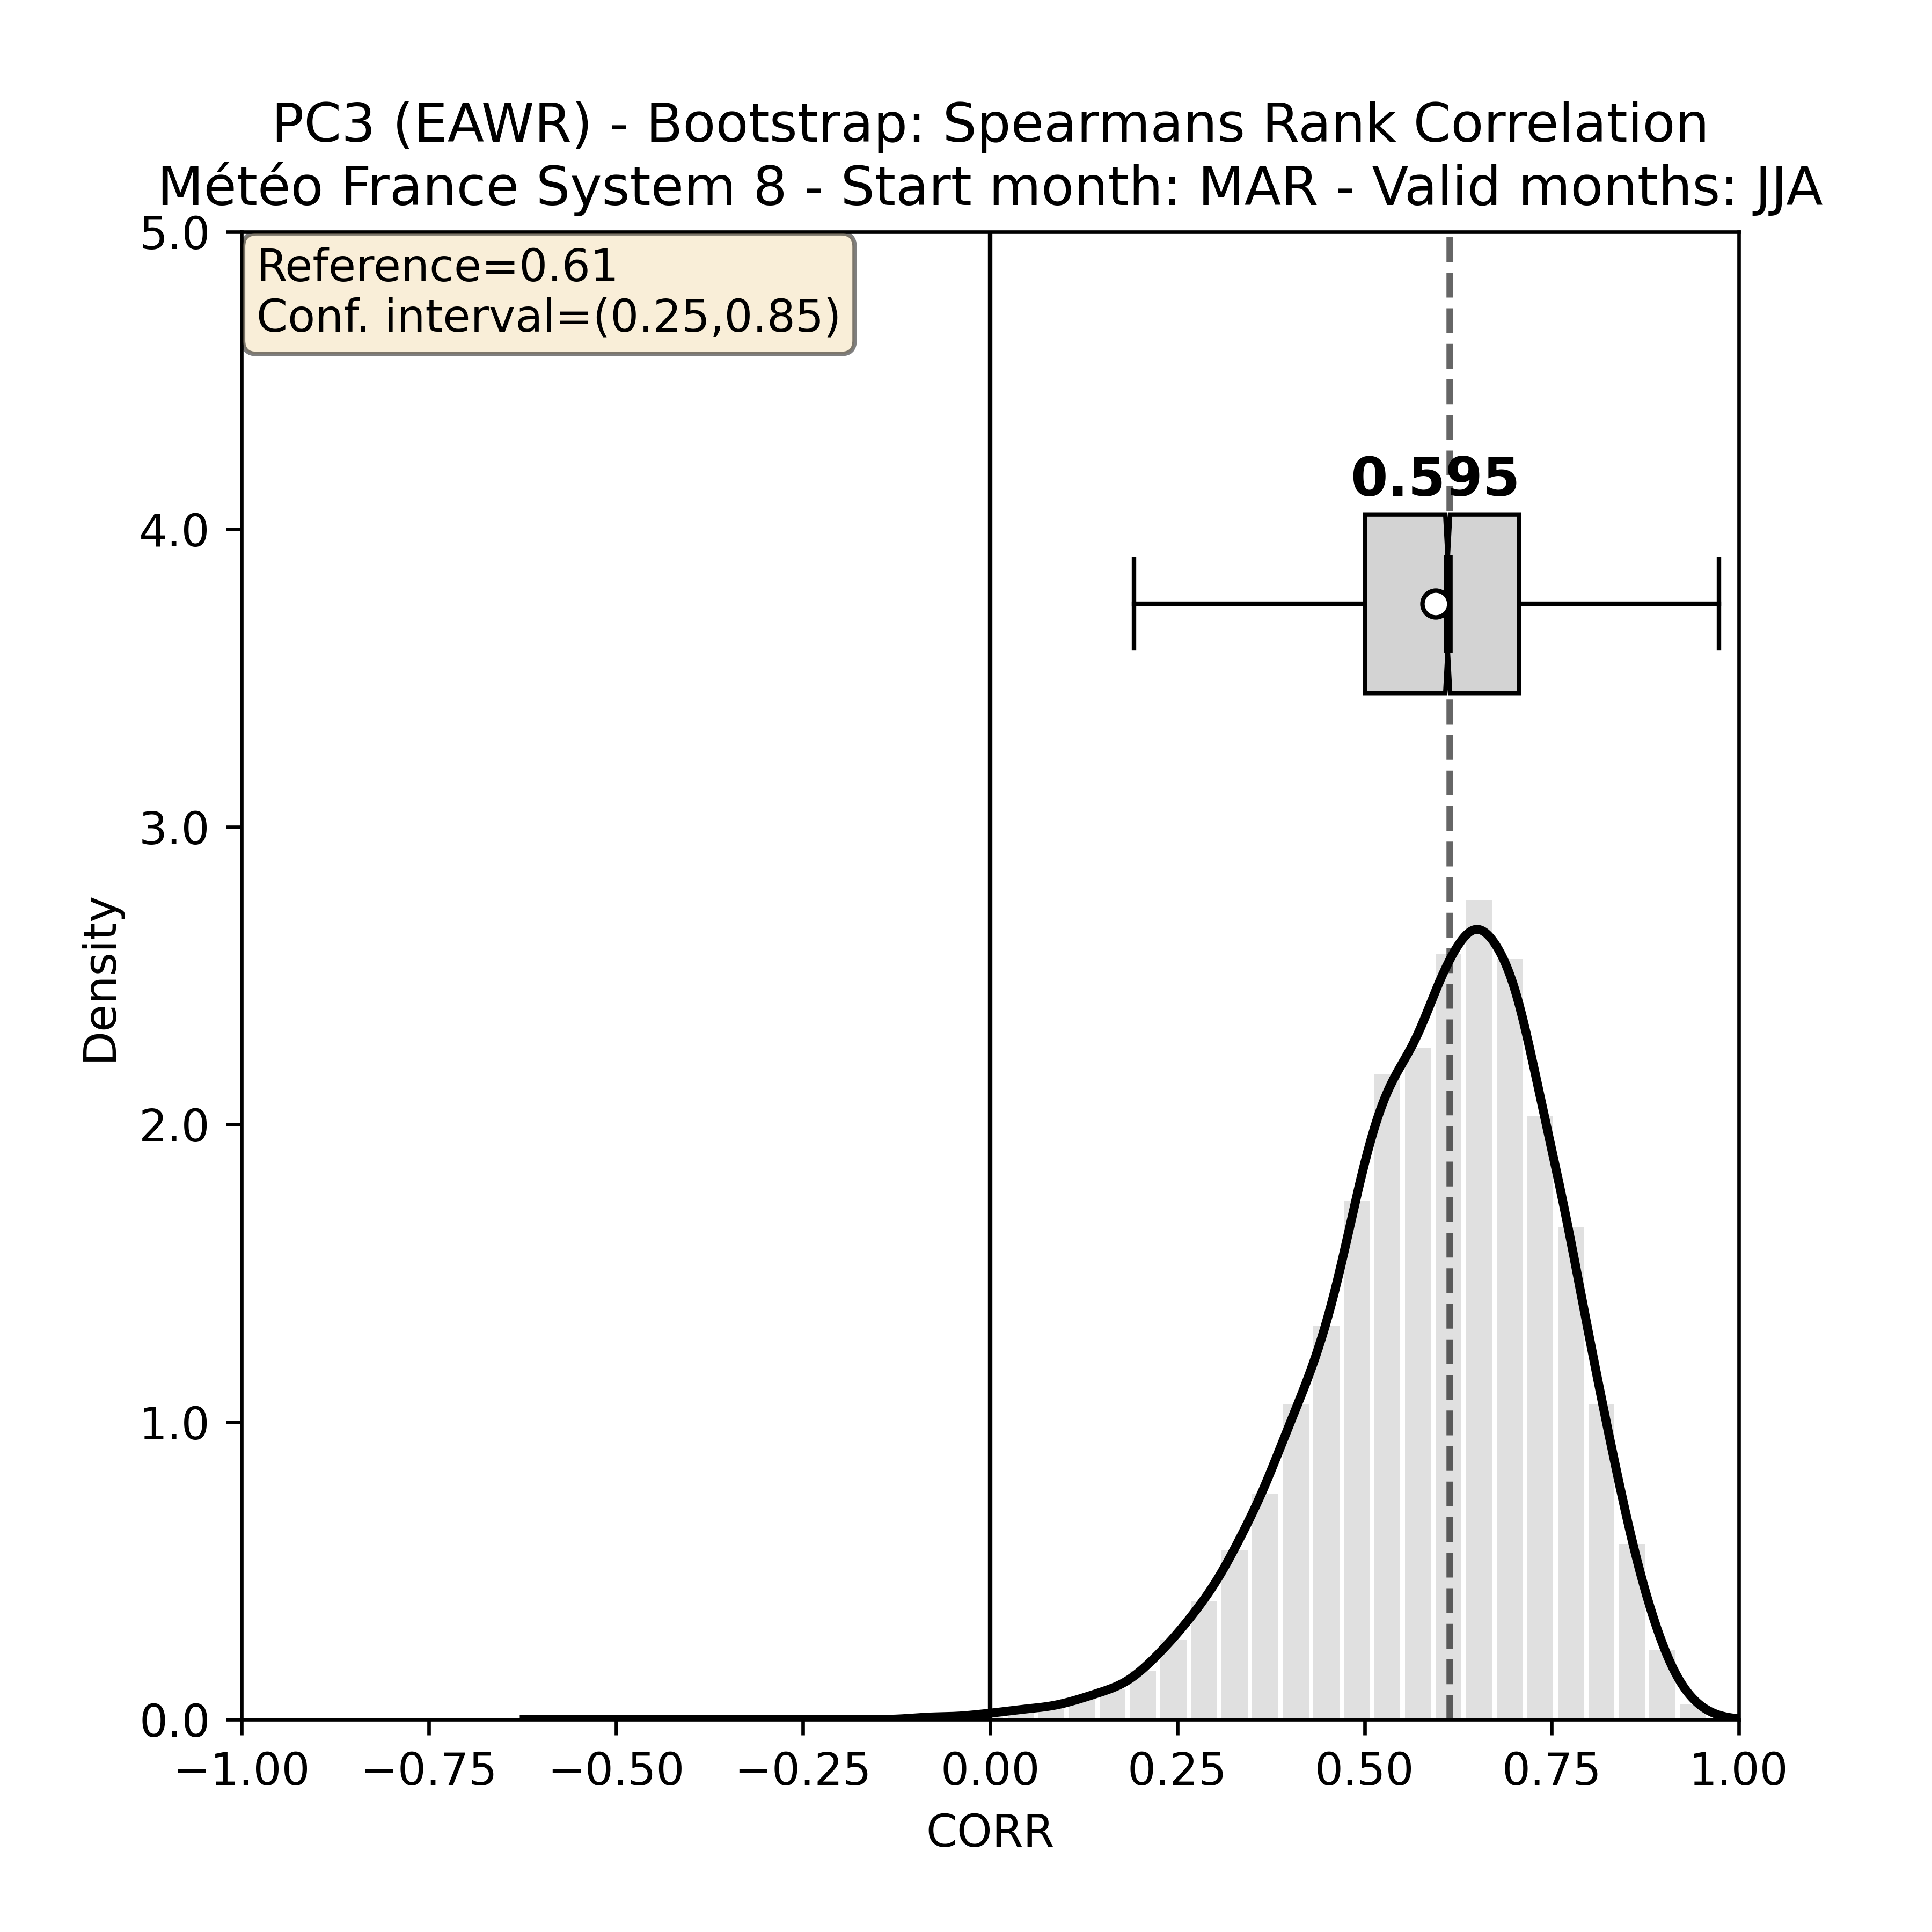 PC3 (EAWR) - Bootstrap: Spearmans Rank Correlation
Météo France System 8 - Start month: MAR - Valid months: JJA
Reference=0.61
Conf. interval=(0.25,0.85)
0.595
5.0
4.0
3.0
2.0
1.0
0.0
Density
−1.00 −0.75 −0.50 −0.25 0.00 0.25 0.50 0.75 1.00
CORR